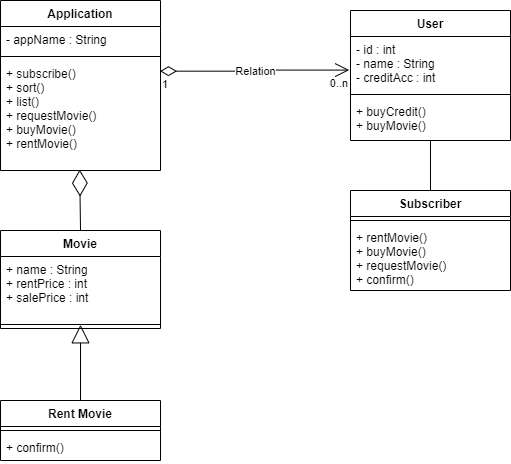 Application
- appName : String
+ subscribe()
+ sort()
+ list()
+ requestMovie()
+ buyMovie()
+ rentMovie()
1
Relation
0..n
User
- id : int
- name : String
- creditAcc : int
+ buyCredit()
+ buyMovie()
Subscriber
+ rentMovie()
+ buyMovie()
+ requestMovie()
+ confirm()
Movie
+ name : String
+ rentPrice : int
+ salePrice : int
Rent Movie
+ confirm()